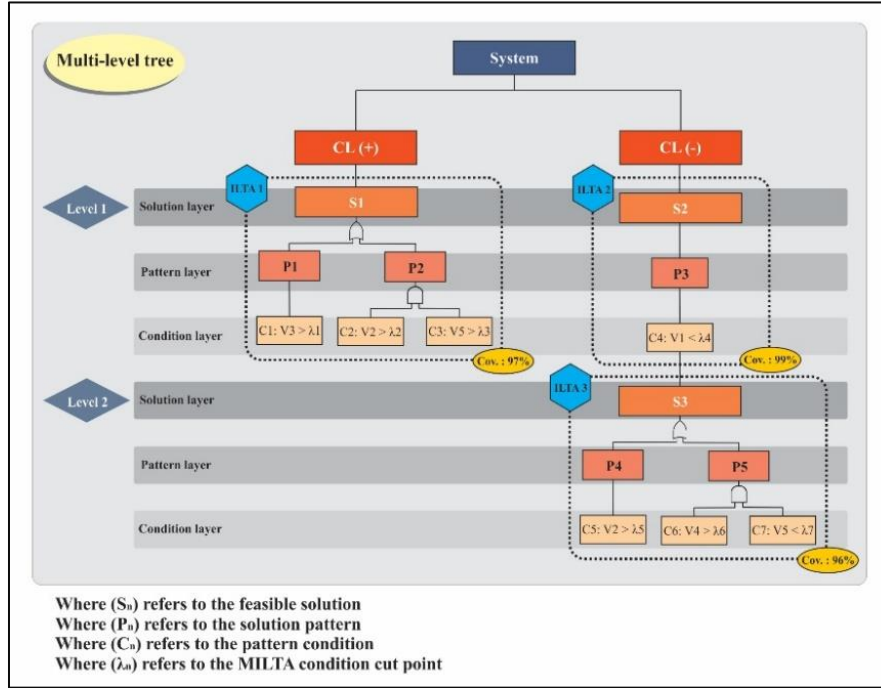 Multi-level tree
System
CL (+)
CL (-)
ILTA 1
ILTA 2
Level 1
Solution layer
S1
S2
Pattern layer
P1
P2
P3
Condition layer
C1: V3 > λ1
C2: V2 > λ2
C3: V5 > λ3
C4: V1 < λ4
Cov. : 97%
Cov. : 99%
ILTA 3
Level 2
Solution layer
S3
Pattern layer
P4
P5
Condition layer
C5: V2 > λ5
C6: V4 > λ6
C7: V5 < λ7
Cov. : 96%
Where (Sₙ) refers to the feasible solution
Where (Pₙ) refers to the solution pattern
Where (Cₙ) refers to the pattern condition
Where (λₙ) refers to the MILTA condition cut point